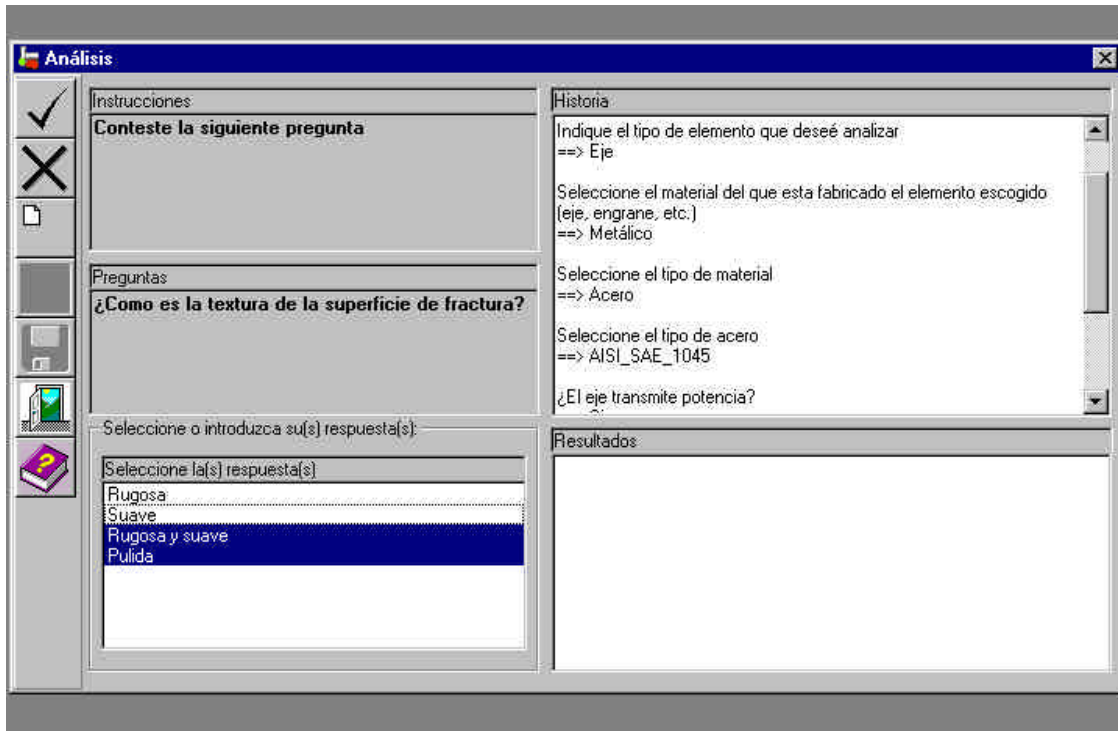 Análisis
Instrucciones
Conteste la siguiente pregunta
Preguntas
¿Como es la textura de la superficie de fractura?
Seleccione o introduzca su(s) respuesta(s):
Seleccione la(s) respuesta(s)
Rugosa
Suave
Rugosa y suave
Pulida
Historia
Indique el tipo de elemento que deseé analizar
==> Eje
Seleccione el material del que esta fabricado el elemento escogido
(eje, engrane, etc.)
==> Metálico
Seleccione el tipo de material
==> Acero
Seleccione el tipo de acero
==> AISI_SAE_1045
¿El eje transmite potencia?
Resultados